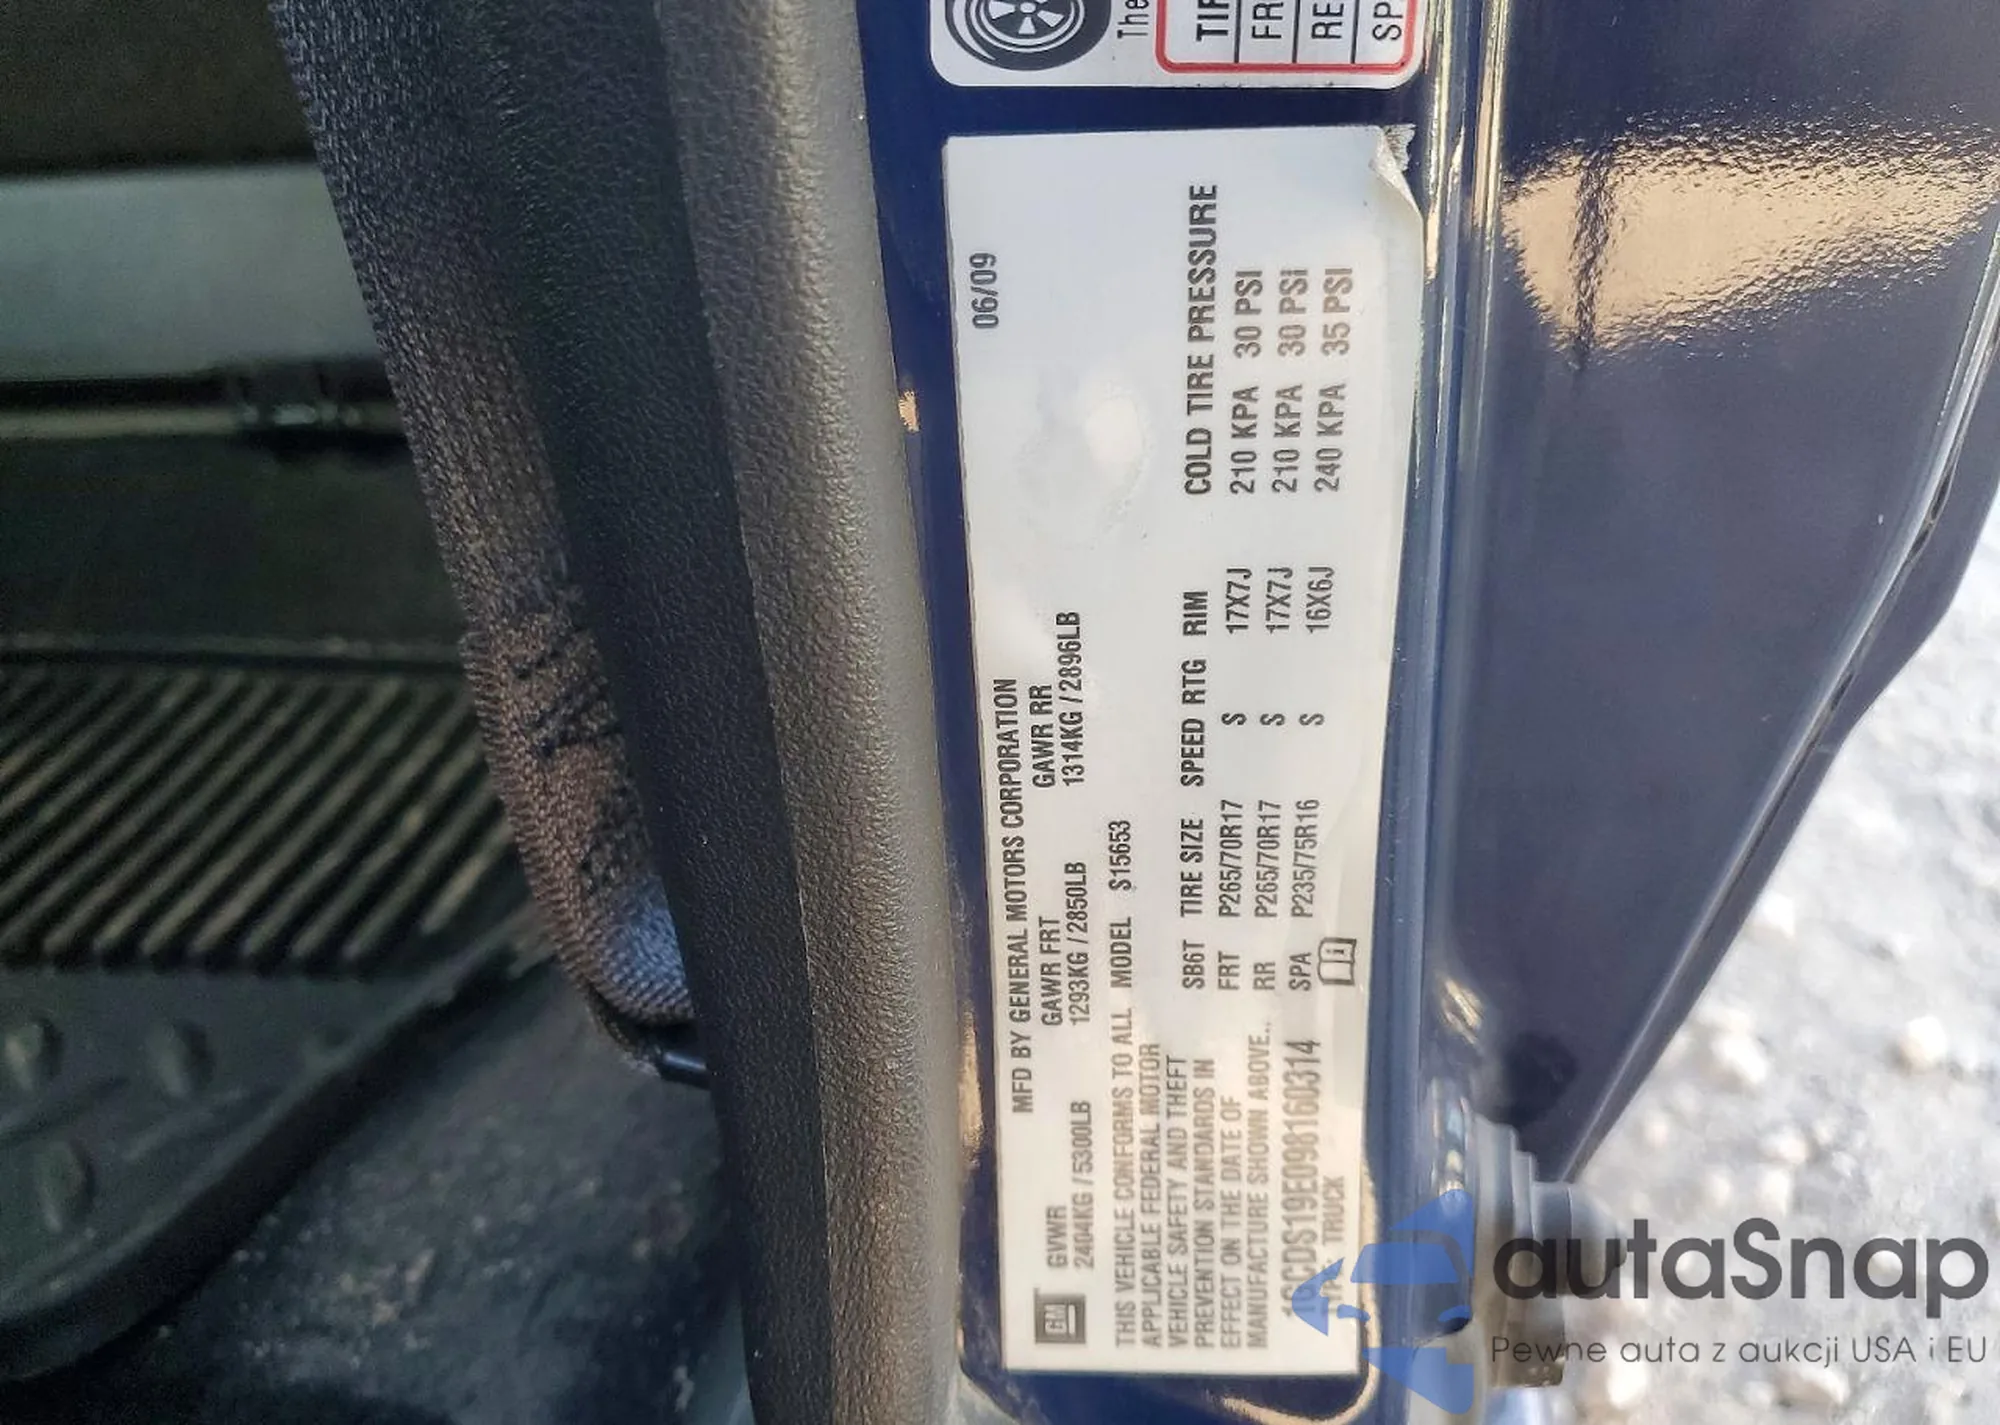 The
TIR
FR
RE
SP
06/09
MFD BY GENERAL MOTORS CORPORATION
GVWR GAWR FRT GAWR RR
2404KG / 5300LB 1293KG / 2850LB 1314KG / 2896LB
GM
THIS VEHICLE CONFORMS TO ALL
APPLICABLE FEDERAL MOTOR
VEHICLE SAFETY AND THEFT
PREVENTION STANDARDS IN
EFFECT ON THE DATE OF
MANUFACTURE SHOWN ABOVE..
1GCDS19E098160314
TRUCK
MODEL S15653
SB6T TIRE SIZE SPEED RTG RIM COLD TIRE PRESSURE
FRT P265/70R17 S 17X7J 210 KPA 30 PSI
RR P265/70R17 S 17X7J 210 KPA 30 PSI
SPA P235/75R16 S 16X6J 240 KPA 35 PSI
autaSnap
Pewne auta z aukcji USA i EU